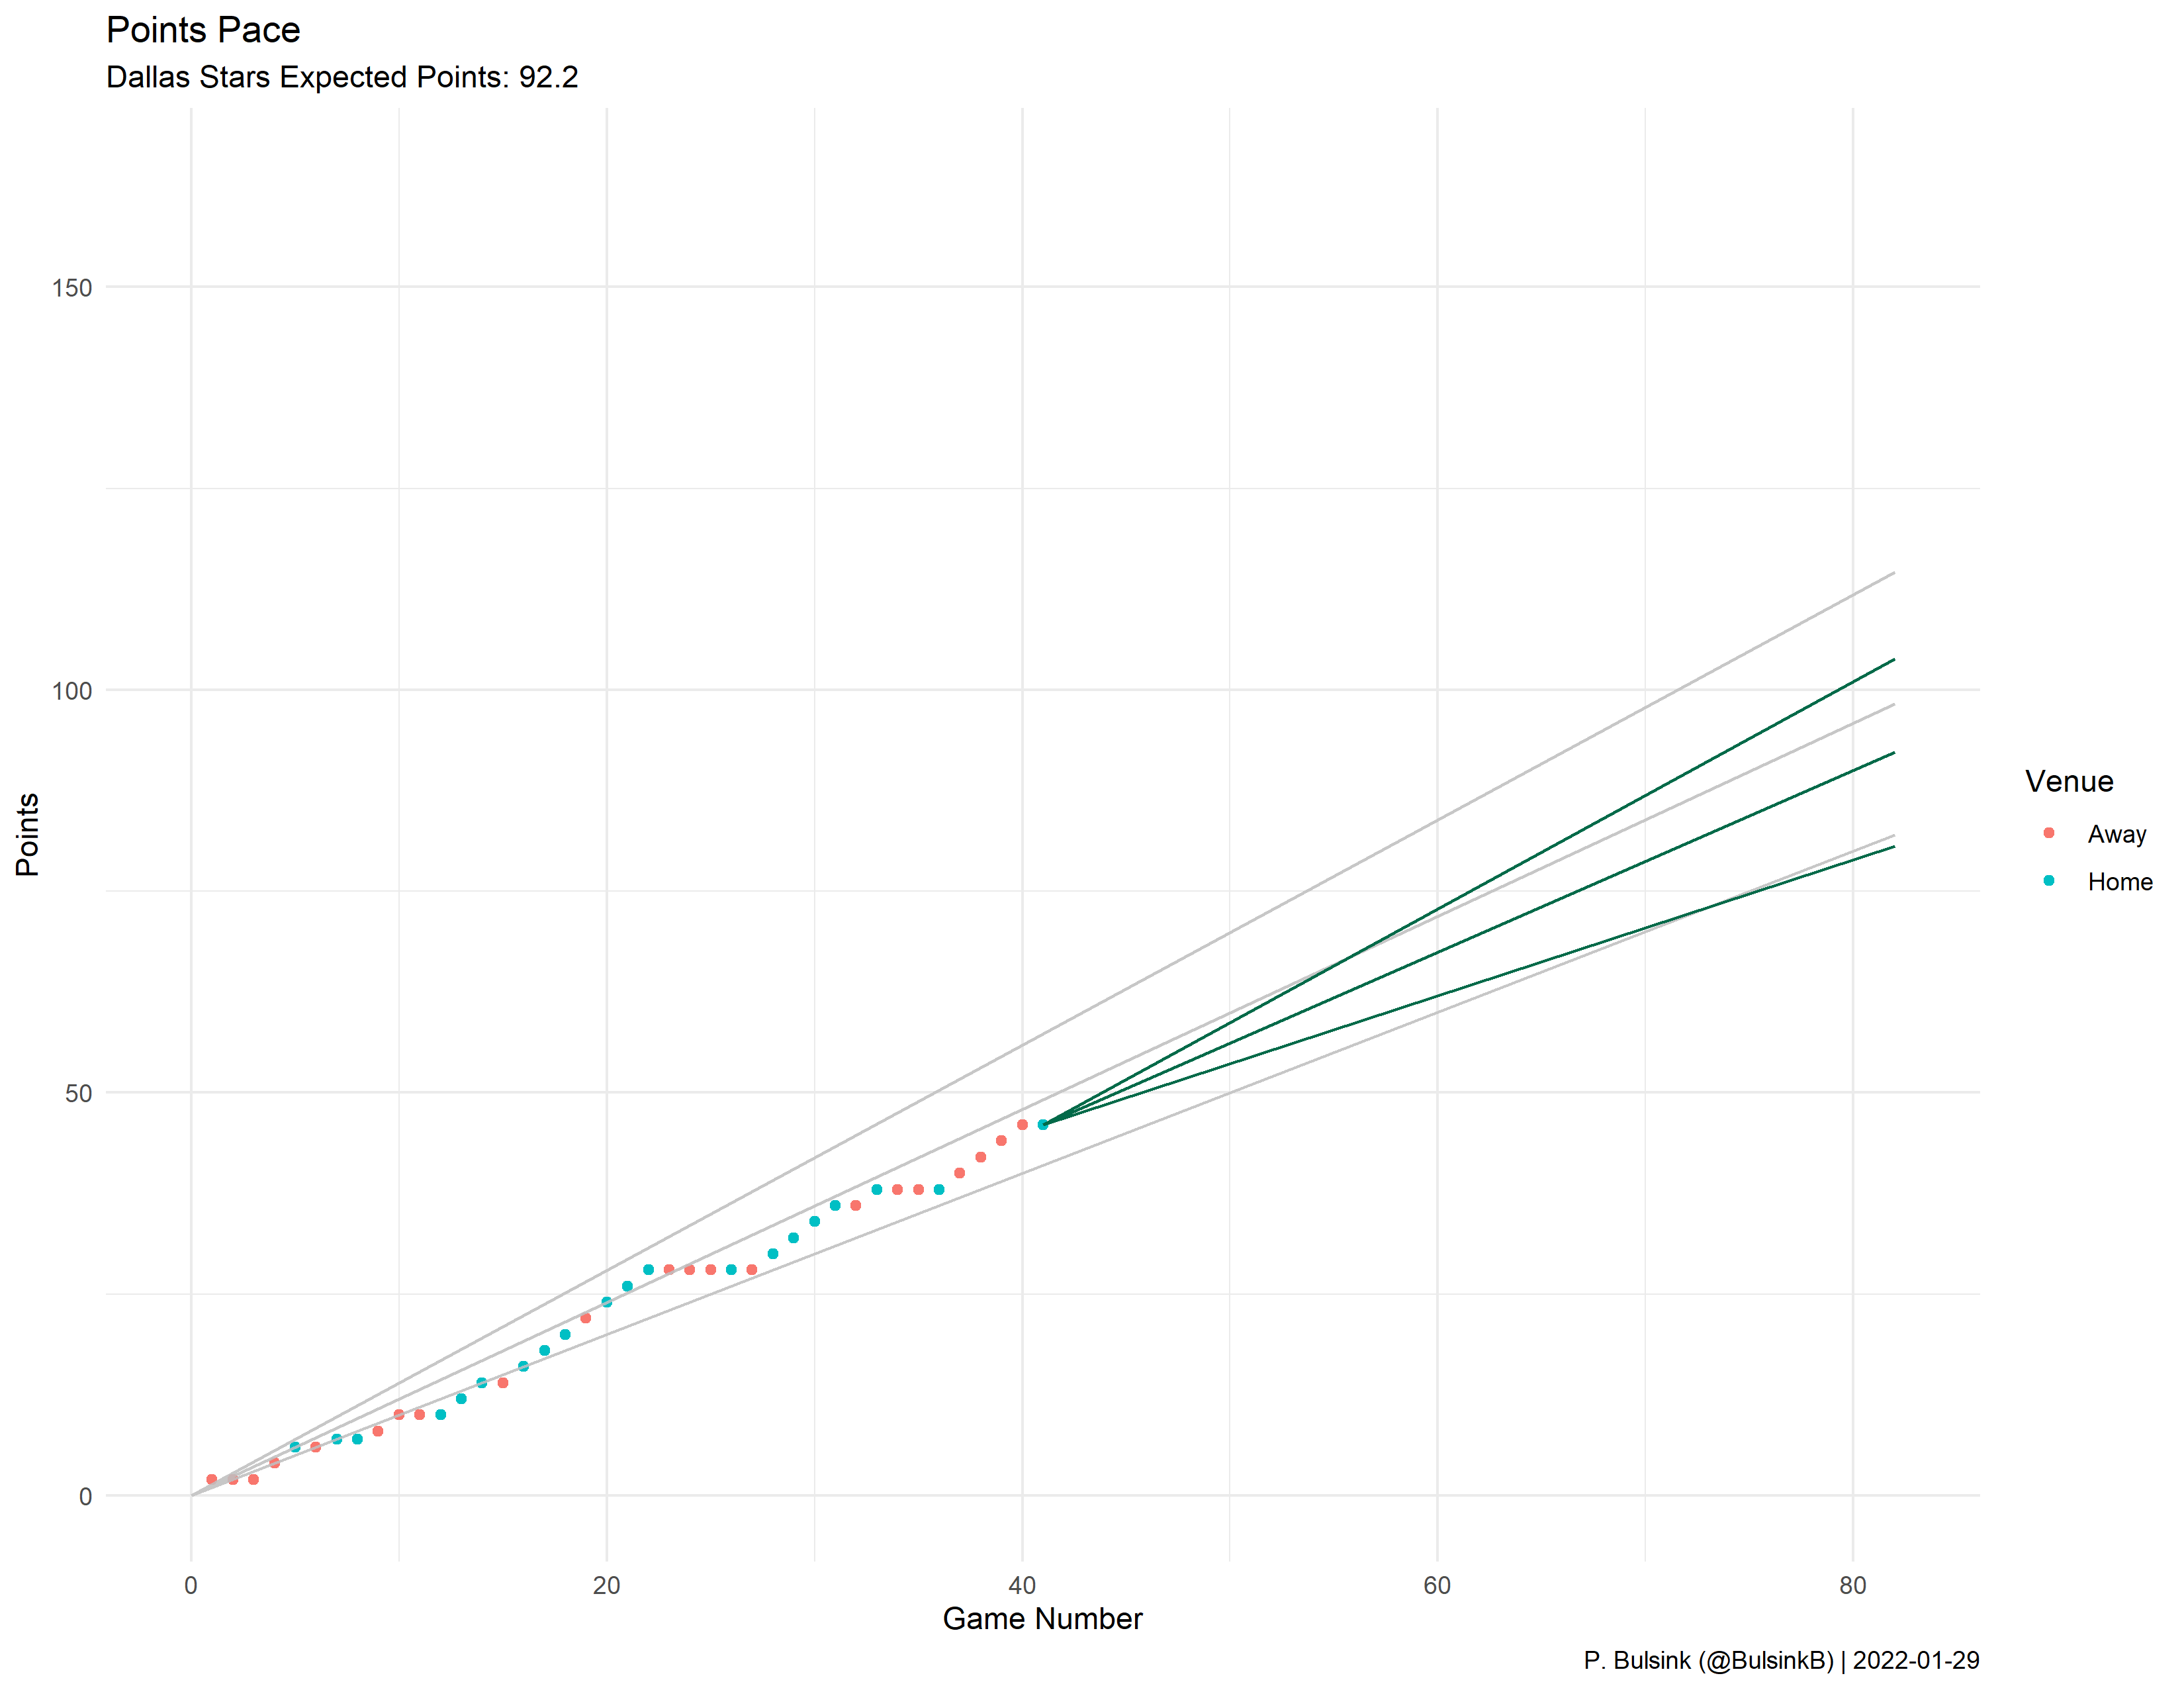 Points Pace
Dallas Stars Expected Points: 92.2
150
100
50
0
Points
0 20 40 60 80
Game Number
Venue
Away
Home
P. Bulsink (@BulsinkB) | 2022-01-29